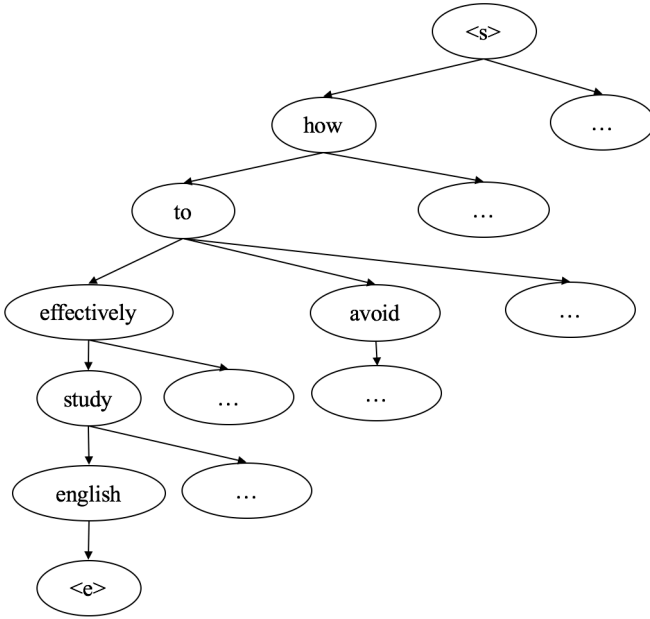 <s>
how
…
to
…
effectively
avoid
…
study
…
…
english
…
<e>